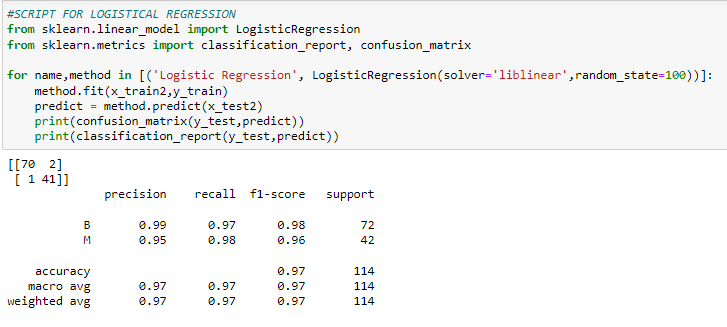 #SCRIPT FOR LOGISTICAL REGRESSION
from sklearn.linear_model import LogisticRegression
from sklearn.metrics import classification_report, confusion_matrix

for name,method in [('Logistic Regression', LogisticRegression(solver='liblinear',random_state=100))]:
    method.fit(x_train2,y_train)
    predict = method.predict(x_test2)
    print(confusion_matrix(y_test,predict))
    print(classification_report(y_test,predict))

[[70  2]
 [ 1 41]]
              precision    recall  f1-score   support

           B       0.99      0.97      0.98        72
           M       0.95      0.98      0.96        42

    accuracy                           0.97       114
   macro avg       0.97      0.97      0.97       114
weighted avg       0.97      0.97      0.97       114